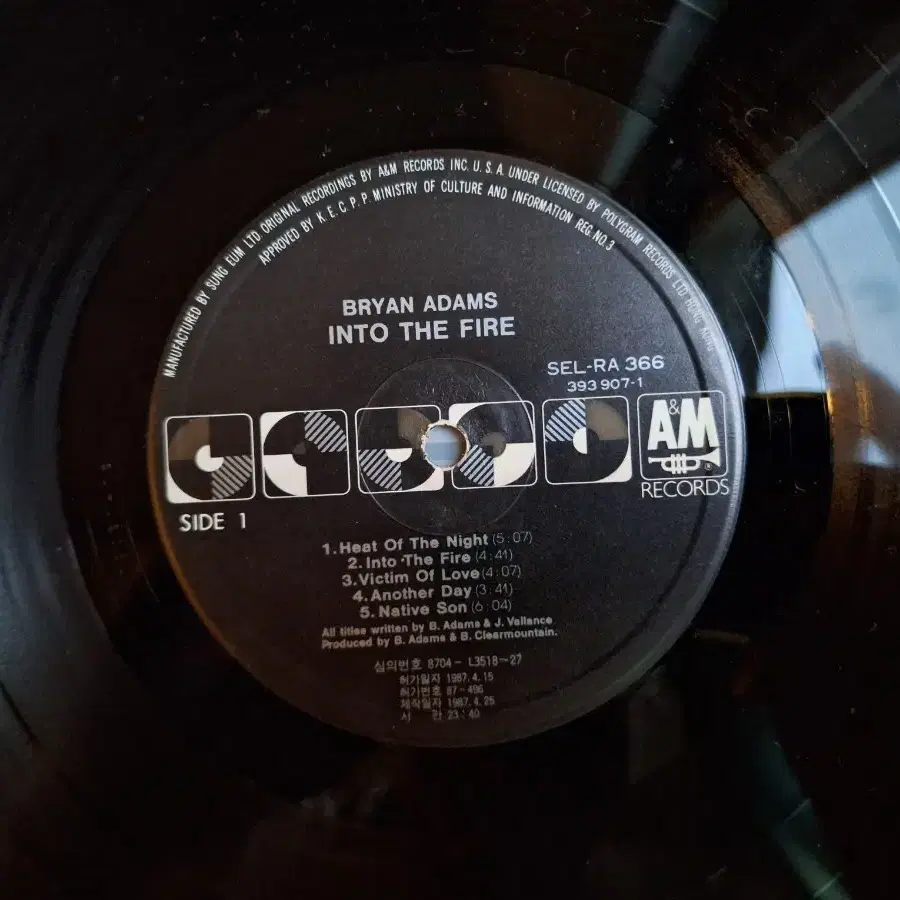 MANUFACTURED BY SUNG EUM LTD. ORIGINAL RECORDINGS BY A&M RECORDS INC. U.S.A. UNDER LICENSED BY POLYGRAM RECORDS LTD HONG KONG
APPROVED BY K.E.C.P.P. MINISTRY OF CULTURE AND INFORMATION REG.NO.3
BRYAN ADAMS
INTO THE FIRE
SEL-RA 366
393 907-1
A&M
RECORDS
SIDE 1
1.Heat Of The Night (5:07)
2.Into The Fire (4:41)
3.Victim Of Love (4:07)
4.Another Day (3:41)
5.Native Son (6:04)
All titles written by B. Adams & J. Vallance
Produced by B. Adams & B. Clearmountain.
심의번호 8704-L3518~27
허가일자 1987.4.15
허가번호 87-496
제작일자 1987.4.25
시 간 23:40